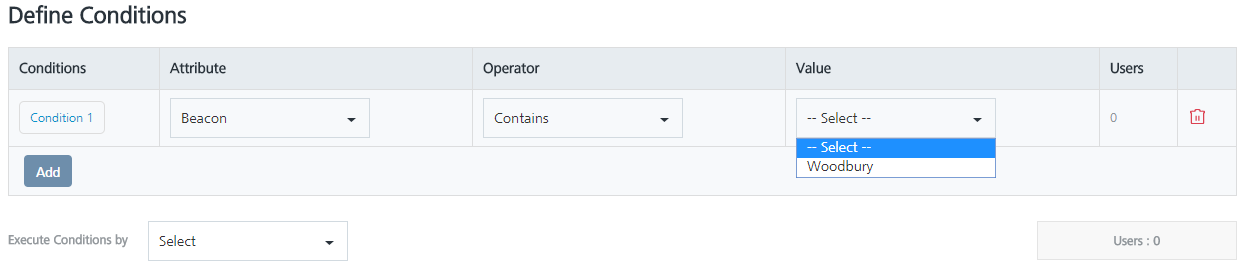 Define Conditions
Conditions Attribute Operator Value Users
Condition 1 Beacon Contains -- Select -- 0
-- Select --
Woodbury
Add
Execute Conditions by Select Users : 0